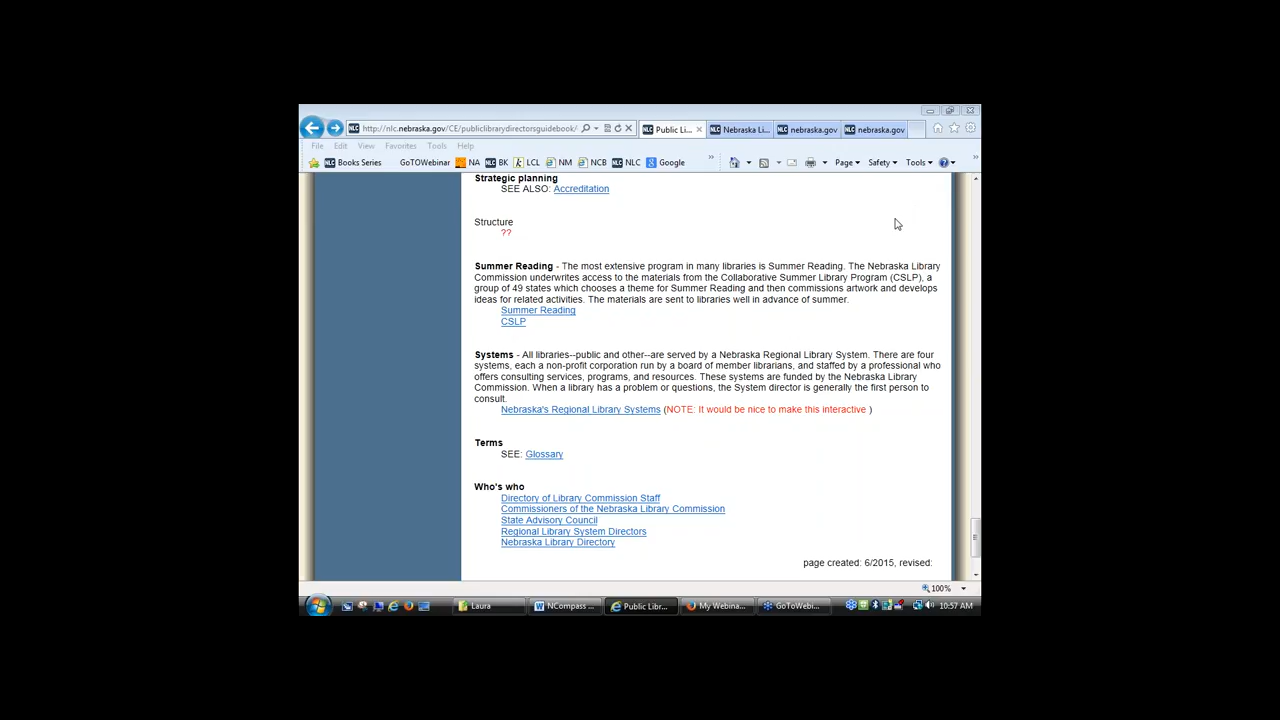 http://nlc.nebraska.gov/CE/publiclibrarydirectorsguidebook/
Public Li...
Nebraska Li...
nebraska.gov
nebraska.gov
File Edit View Favorites Tools Help
Books Series GoTOWebinar NA BK LCL NM NCB NLC Google
Page Safety Tools
Strategic planning
SEE ALSO: Accreditation
Structure
??
Summer Reading - The most extensive program in many libraries is Summer Reading. The Nebraska Library
Commission underwrites access to the materials from the Collaborative Summer Library Program (CSLP), a
group of 49 states which chooses a theme for Summer Reading and then commissions artwork and develops
ideas for related activities. The materials are sent to libraries well in advance of summer.
Summer Reading
CSLP
Systems - All libraries--public and other--are served by a Nebraska Regional Library System. There are four
systems, each a non-profit corporation run by a board of member librarians, and staffed by a professional who
offers consulting services, programs, and resources. These systems are funded by the Nebraska Library
Commission. When a library has a problem or questions, the System director is generally the first person to
consult.
Nebraska's Regional Library Systems (NOTE: It would be nice to make this interactive )
Terms
SEE: Glossary
Who's who
Directory of Library Commission Staff
Commissioners of the Nebraska Library Commission
State Advisory Council
Regional Library System Directors
Nebraska Library Directory
page created: 6/2015, revised:
100%
Laura
NCompass ...
Public Libr...
My Webina...
GoToWebi...
10:57 AM